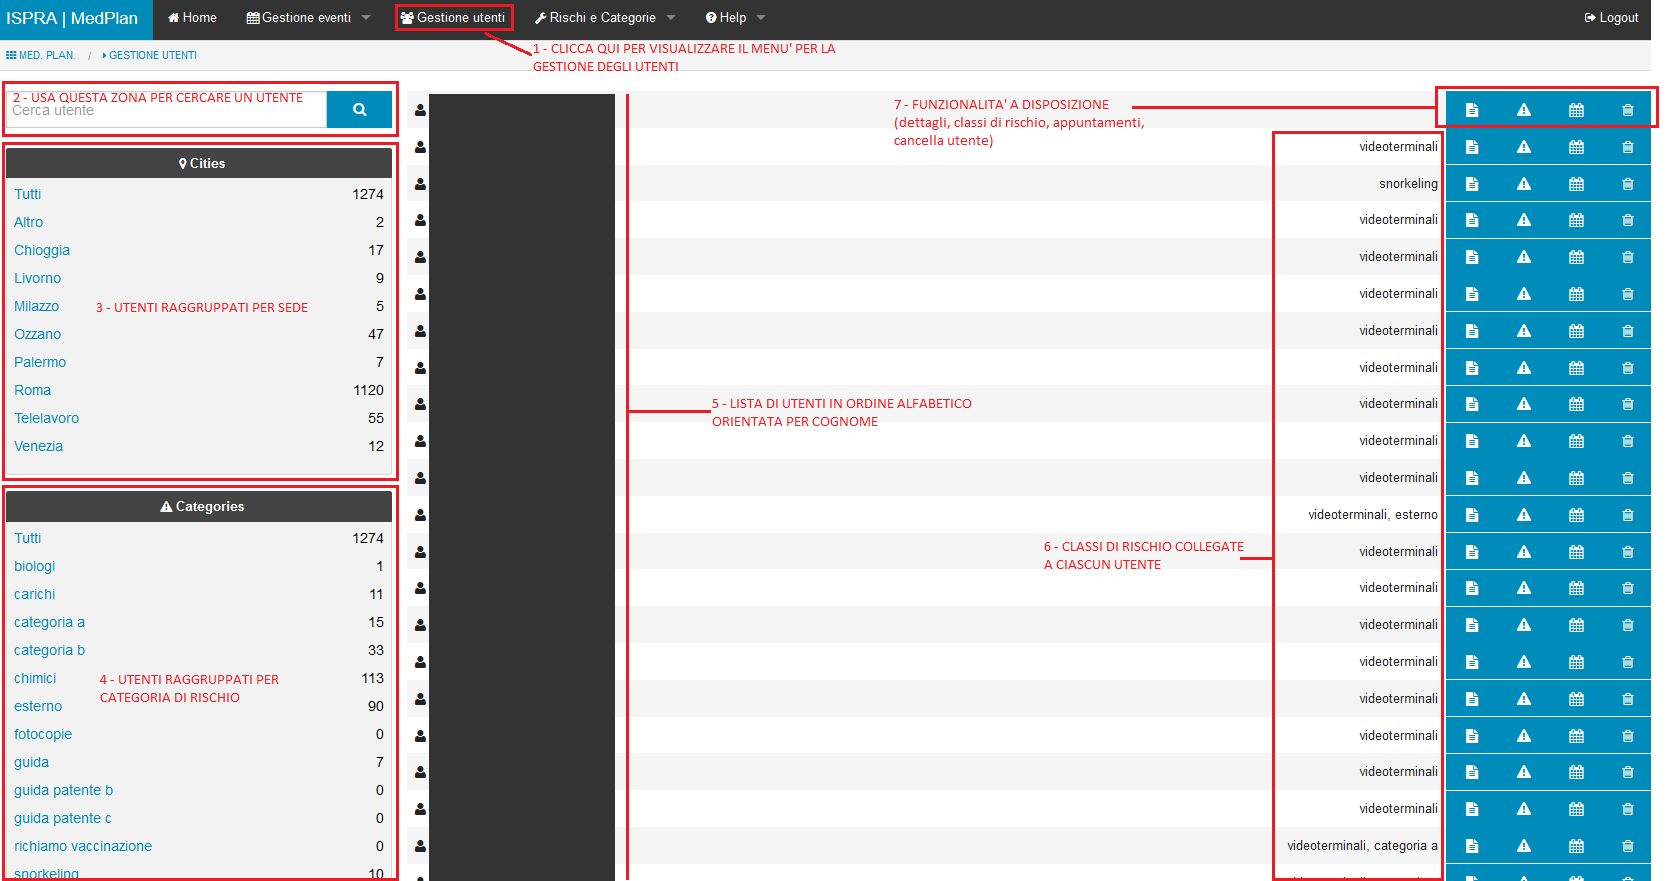 ISPRA | MedPlan
Home
Gestione eventi
Gestione utenti
Rischi e Categorie
Help
Logout
MED. PLAN. / GESTIONE UTENTI
1 - CLICCA QUI PER VISUALIZZARE IL MENU' PER LA
GESTIONE DEGLI UTENTI
2 - USA QUESTA ZONA PER CERCARE UN UTENTE
Cerca utente
Cities
Tutti 1274
Altro 2
Chioggia 17
Livorno 9
Milazzo 5
3 - UTENTI RAGGRUPPATI PER SEDE
Ozzano 47
Palermo 7
Roma 1120
Telelavoro 55
Venezia 12
Categories
Tutti 1274
biologi 1
carichi 11
categoria a 15
categoria b 33
chimici 113
4 - UTENTI RAGGRUPPATI PER
CATEGORIA DI RISCHIO
esterno 90
fotocopie 0
guida 7
guida patente b 0
guida patente c 0
richiamo vaccinazione 0
snorkeling 10
5 - LISTA DI UTENTI IN ORDINE ALFABETICO
ORIENTATA PER COGNOME
7 - FUNZIONALITA' A DISPOSIZIONE
(dettagli, classi di rischio, appuntamenti,
cancella utente)
6 - CLASSI DI RISCHIO COLLEGATE
A CIASCUN UTENTE
videoterminali
snorkeling
videoterminali
videoterminali
videoterminali
videoterminali
videoterminali
videoterminali
videoterminali
videoterminali
videoterminali, esterno
videoterminali
videoterminali
videoterminali
videoterminali
videoterminali
videoterminali
videoterminali
videoterminali
videoterminali, categoria a